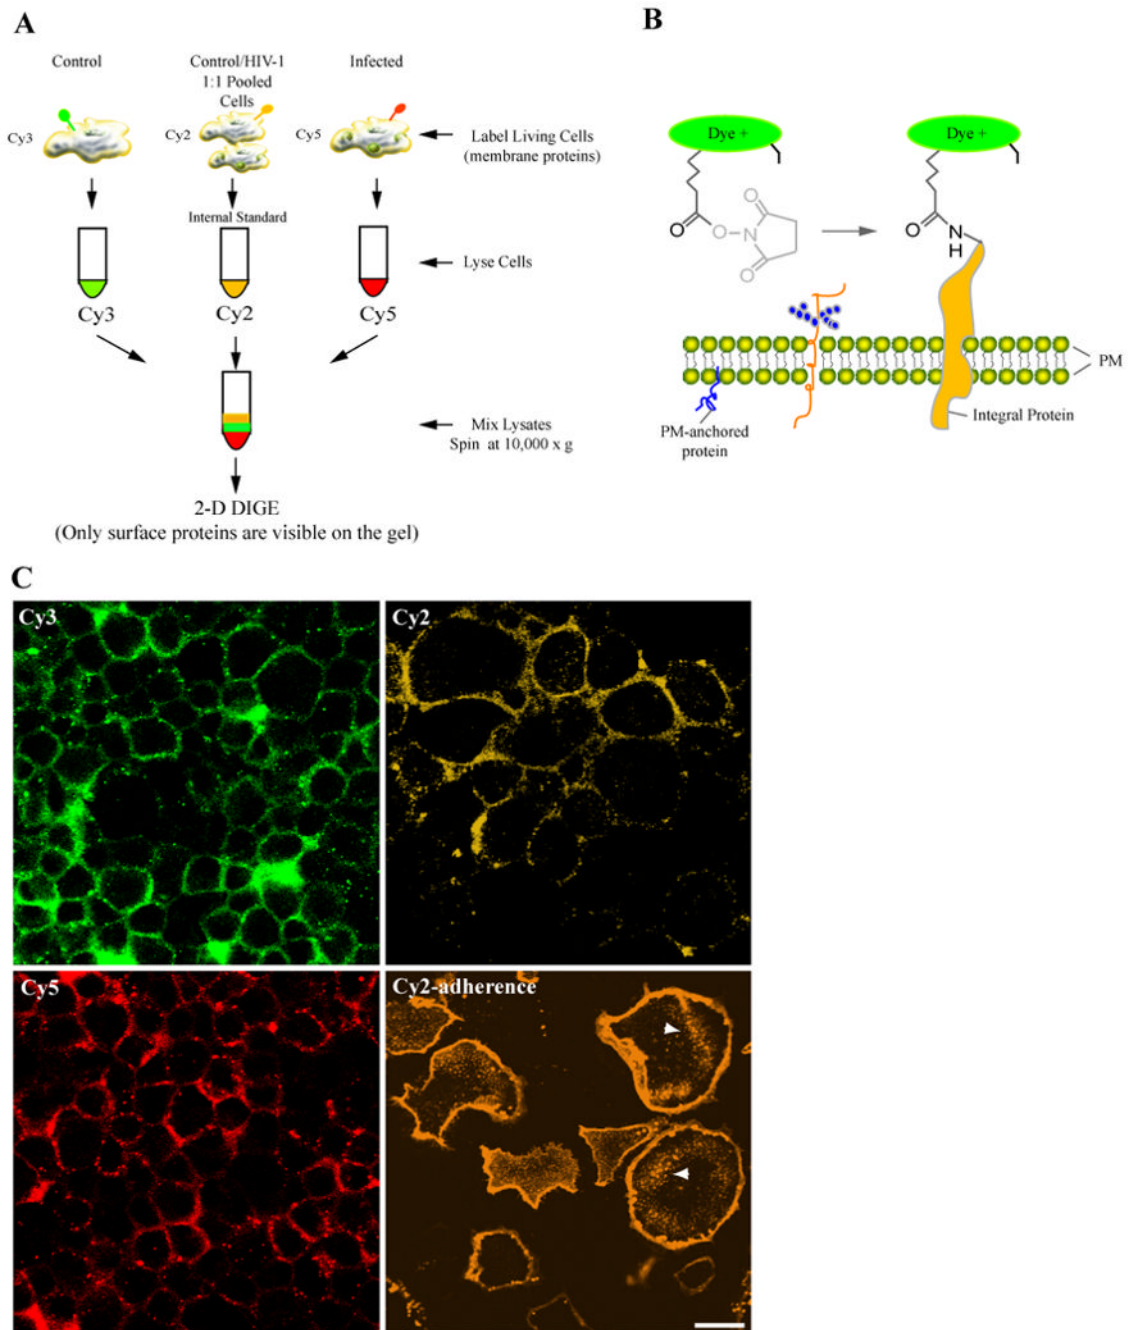 A
Control
Control/HIV-1
1:1 Pooled
Cells
Infected
Cy3
Cy2
Cy5
Label Living Cells
(membrane proteins)
Internal Standard
Lyse Cells
Cy3
Cy2
Cy5
Mix Lysates
Spin at 10,000 x g
2-D DIGE
(Only surface proteins are visible on the gel)
B
Dye +
Dye +
O
O
N
O
O
O
N
H
PM
Integral Protein
PM-anchored
protein
C
Cy3
Cy2
Cy5
Cy2-adherence